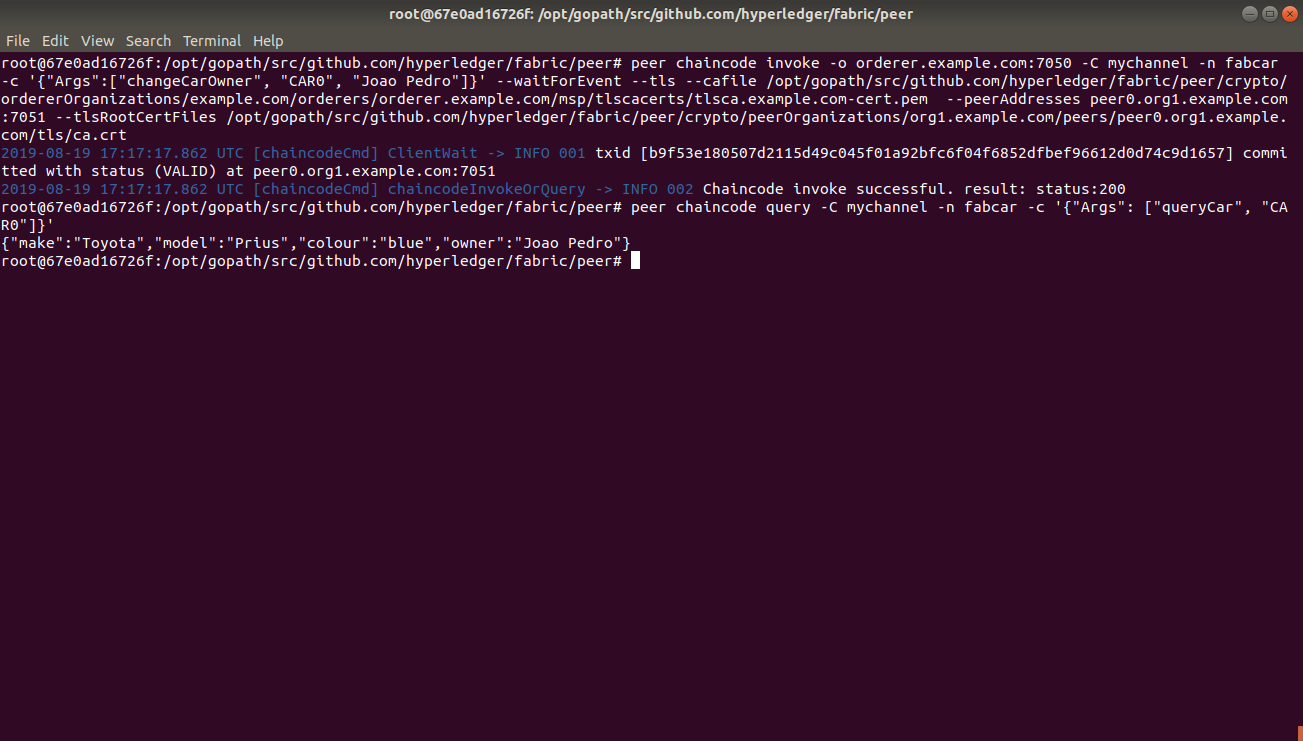 root@67e0ad16726f: /opt/gopath/src/github.com/hyperledger/fabric/peer
File Edit View Search Terminal Help
root@67e0ad16726f:/opt/gopath/src/github.com/hyperledger/fabric/peer# peer chaincode invoke -o orderer.example.com:7050 -C mychannel -n fabcar
-c '{"Args":["changeCarOwner", "CAR0", "Joao Pedro"]}' --waitForEvent --tls --cafile /opt/gopath/src/github.com/hyperledger/fabric/peer/crypto/
ordererOrganizations/example.com/orderers/orderer.example.com/msp/tlscacerts/tlsca.example.com-cert.pem  --peerAddresses peer0.org1.example.com
:7051 --tlsRootCertFiles /opt/gopath/src/github.com/hyperledger/fabric/peer/crypto/peerOrganizations/org1.example.com/peers/peer0.org1.example.
com/tls/ca.crt
2019-08-19 17:17:17.862 UTC [chaincodeCmd] ClientWait -> INFO 001 txid [b9f53e180507d2115d49c045f01a92bfc6f04f6852dfbef96612d0d74c9d1657] commi
tted with status (VALID) at peer0.org1.example.com:7051
2019-08-19 17:17:17.862 UTC [chaincodeCmd] chaincodeInvokeOrQuery -> INFO 002 Chaincode invoke successful. result: status:200
root@67e0ad16726f:/opt/gopath/src/github.com/hyperledger/fabric/peer# peer chaincode query -C mychannel -n fabcar -c '{"Args": ["queryCar", "CA
R0"]}'
{"make":"Toyota","model":"Prius","colour":"blue","owner":"Joao Pedro"}
root@67e0ad16726f:/opt/gopath/src/github.com/hyperledger/fabric/peer#